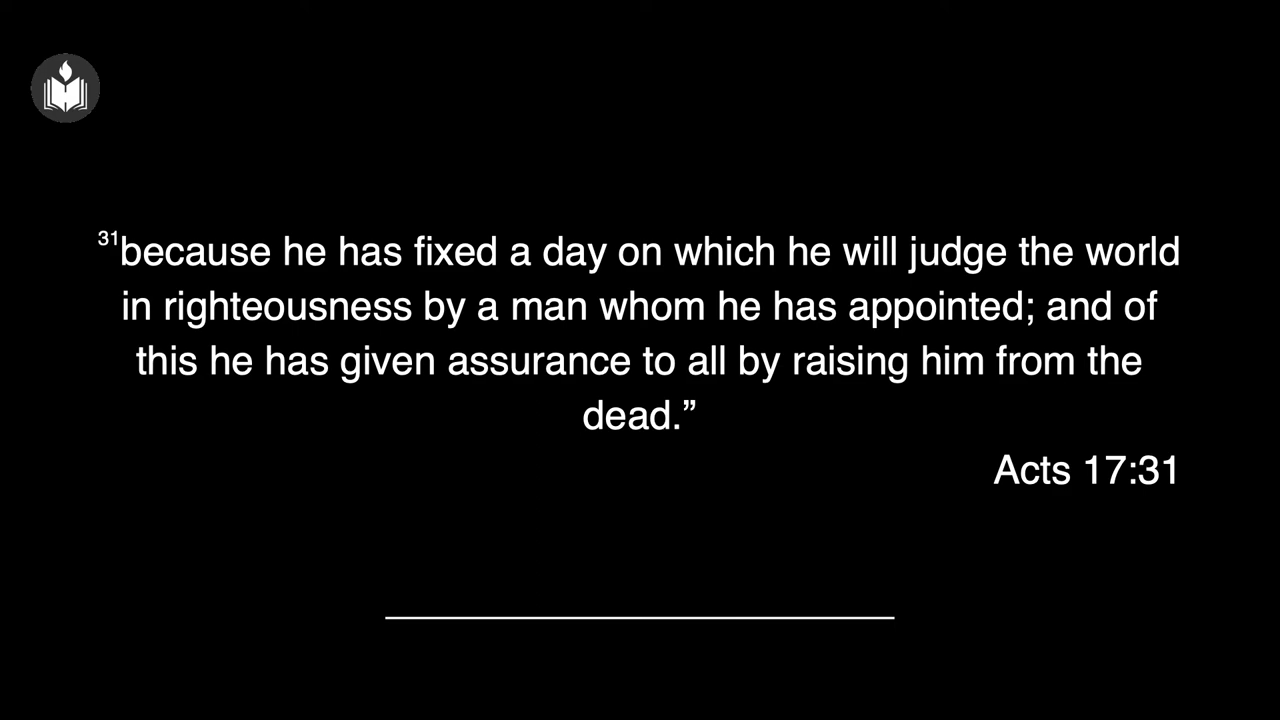 31because he has fixed a day on which he will judge the world
in righteousness by a man whom he has appointed; and of
this he has given assurance to all by raising him from the
dead.”
Acts 17:31